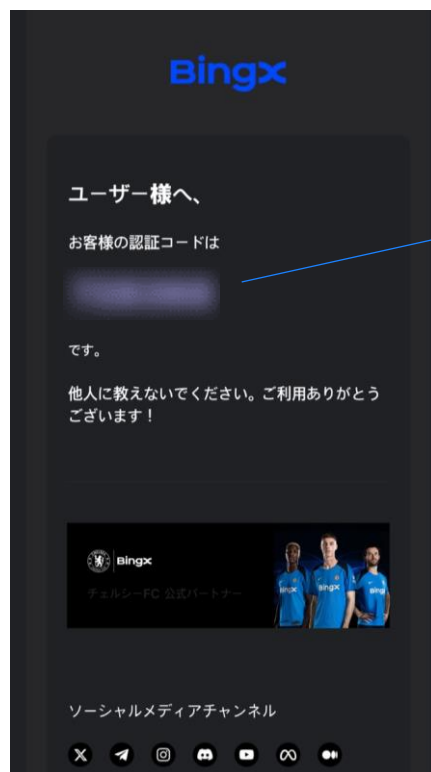 Bingx
ユーザー様へ、
お客様の認証コードは
です。
他人に教えないでください。ご利用ありがとう
ございます！
Bingx
チェルシーFC 公式パートナー
BingX
BingX
BingX
ソーシャルメディアチャンネル